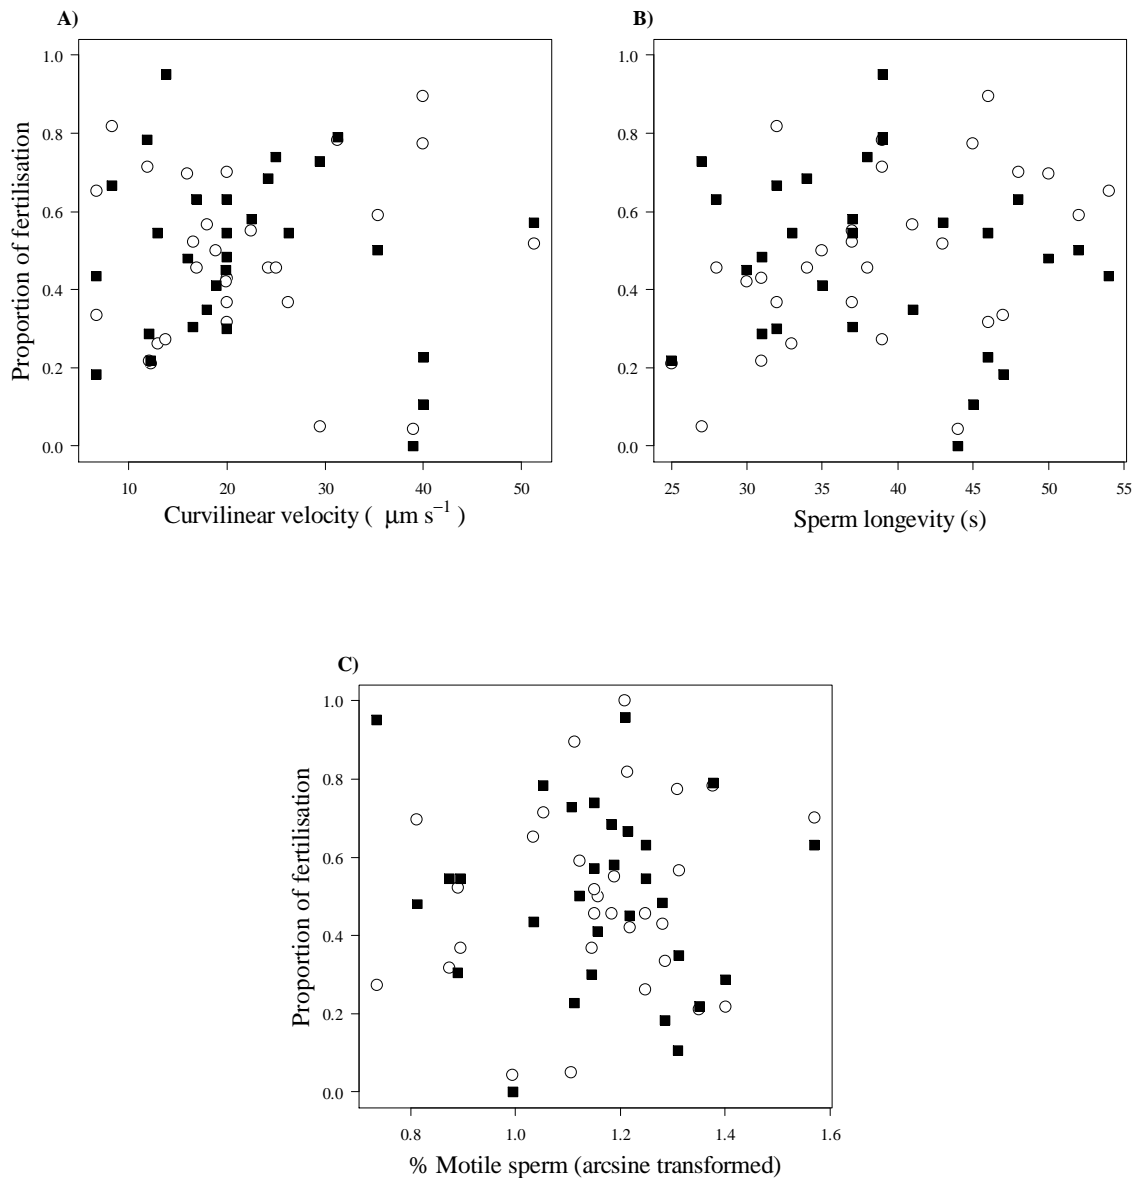 A)
1.0
0.8
0.6
0.4
0.2
0.0
Proportion of fertilisation
10 20 30 40 50
Curvilinear velocity ( μm s⁻¹ )
B)
1.0
0.8
0.6
0.4
0.2
0.0
25 30 35 40 45 50 55
Sperm longevity (s)
C)
1.0
0.8
0.6
0.4
0.2
0.0
Proportion of fertilisation
0.8 1.0 1.2 1.4 1.6
% Motile sperm (arcsine transformed)